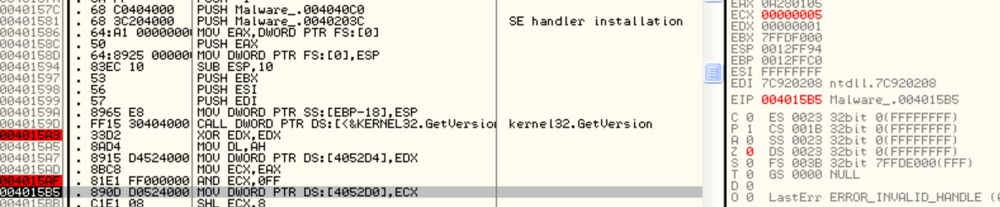 0040157C . 68 C0404000 PUSH Malware_.004040C0
00401581 . 68 3C204000 PUSH Malware_.0040203C SE handler installation
00401586 . 64:A1 0000000 MOV EAX,DWORD PTR FS:[0]
0040158C . 50 PUSH EAX
0040158D . 64:8925 00000 MOV DWORD PTR FS:[0],ESP
00401594 . 83EC 10 SUB ESP,10
00401597 . 53 PUSH EBX
00401598 . 56 PUSH ESI
00401599 . 57 PUSH EDI
0040159A . 8965 E8 MOV DWORD PTR SS:[EBP-18],ESP
0040159D . FF15 30404000 CALL DWORD PTR DS:[<&KERNEL32.GetVersio kernel32.GetVersion
004015A3 . 33D2 XOR EDX,EDX
004015A5 . 8AD4 MOV DL,AH
004015A7 . 8915 D4524000 MOV DWORD PTR DS:[4052D4],EDX
004015AD . 8BC8 MOV ECX,EAX
004015AF . 81E1 FF000000 AND ECX,0FF
004015B5 . 890D D0524000 MOV DWORD PTR DS:[4052D0],ECX
004015BB . C1E1 08 SHL ECX,8
EAX 0A280105
ECX 00000005
EDX 00000001
EBX 7FFDF000
ESP 0012FF94
EBP 0012FFC0
ESI FFFFFFFF
EDI 7C920208 ntdll.7C920208
EIP 004015B5 Malware_.004015B5
C 0 ES 0023 32bit 0(FFFFFFFF)
P 1 CS 001B 32bit 0(FFFFFFFF)
A 0 SS 0023 32bit 0(FFFFFFFF)
Z 0 DS 0023 32bit 0(FFFFFFFF)
S 0 FS 003B 32bit 7FFDE000(FFF)
T 0 GS 0000 NULL
D 0
O 0 LastErr ERROR_INVALID_HANDLE (